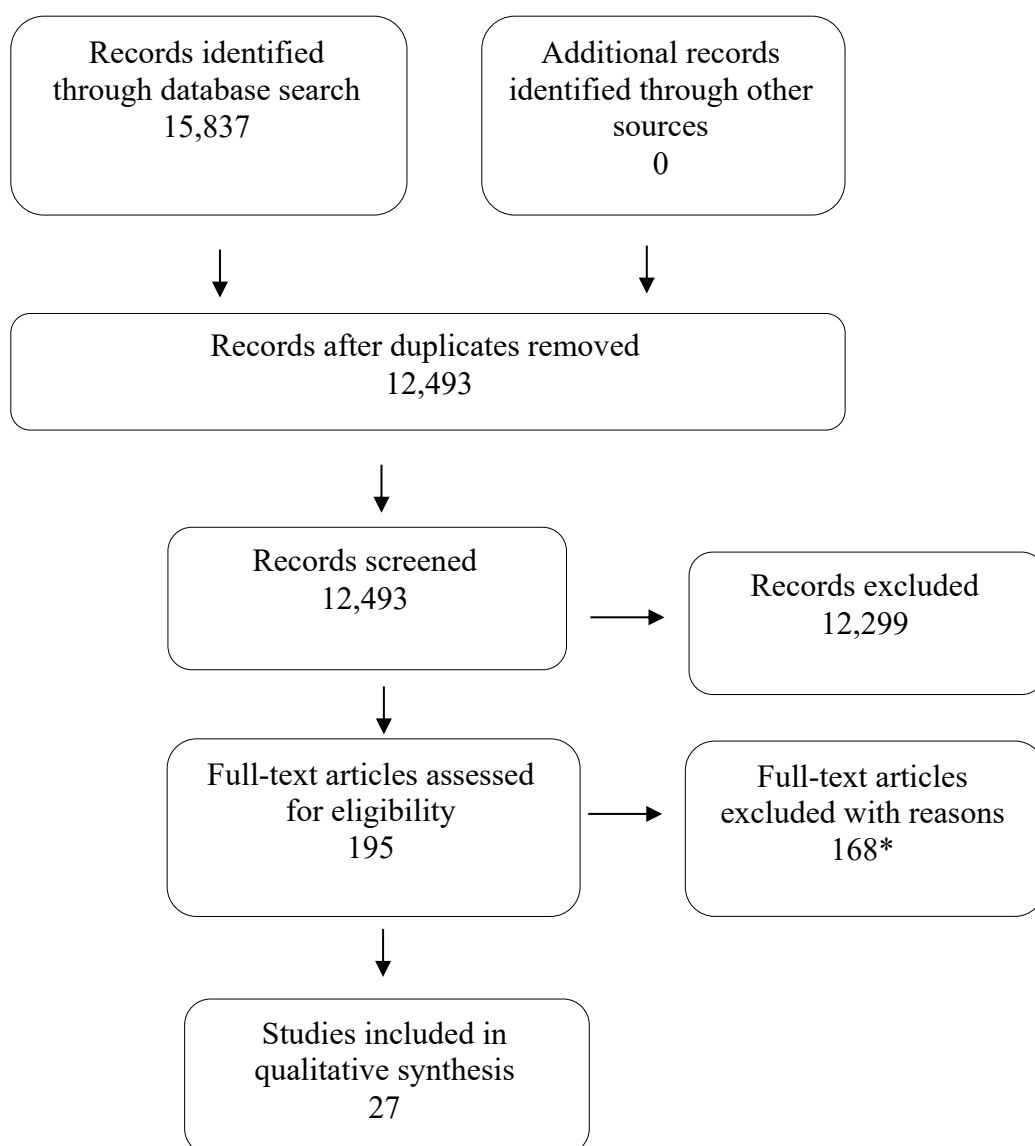 Records identified
through database search
15,837
Additional records
identified through other
sources
0
Records after duplicates removed
12,493
Records screened
12,493
Records excluded
12,299
Full-text articles assessed
for eligibility
195
Full-text articles
excluded with reasons
168*
Studies included in
qualitative synthesis
27